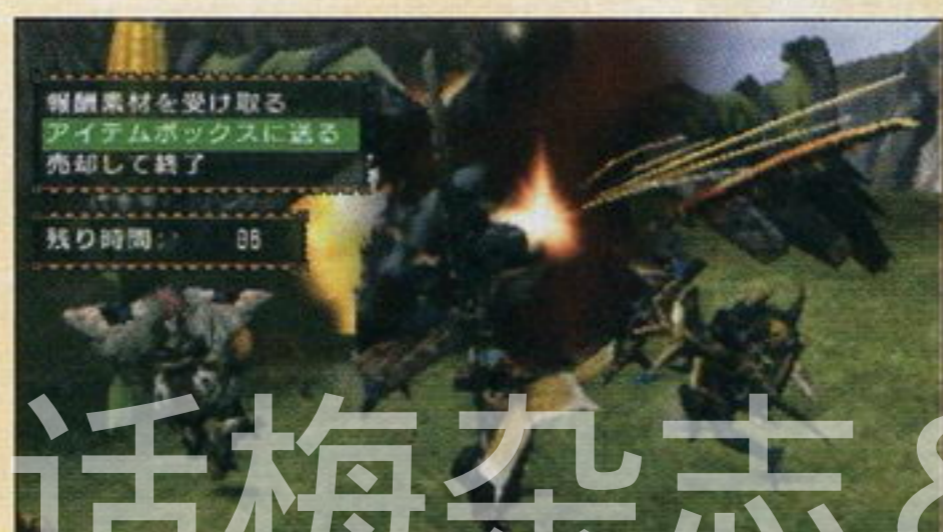 報酬素材を受け取る
アイテムボックスに送る
売却して終了
残り時間: 06
话梅杂志&